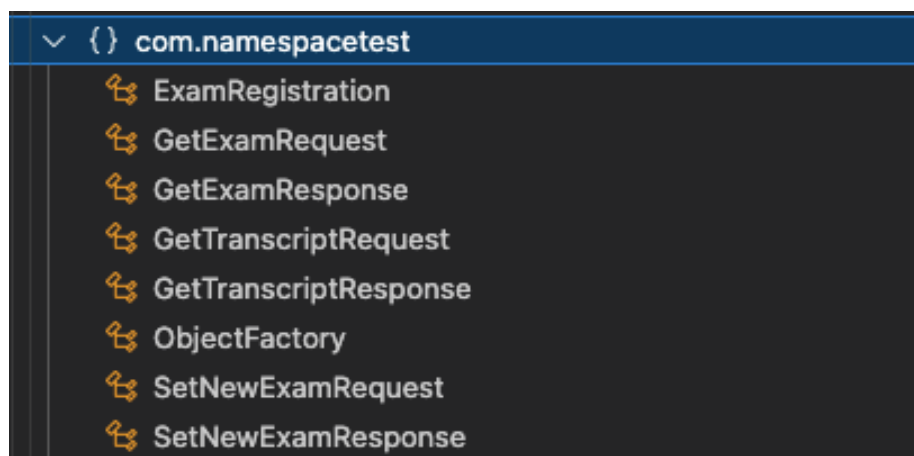 {} com.namespacetest
ExamRegistration
GetExamRequest
GetExamResponse
GetTranscriptRequest
GetTranscriptResponse
ObjectFactory
SetNewExamRequest
SetNewExamResponse